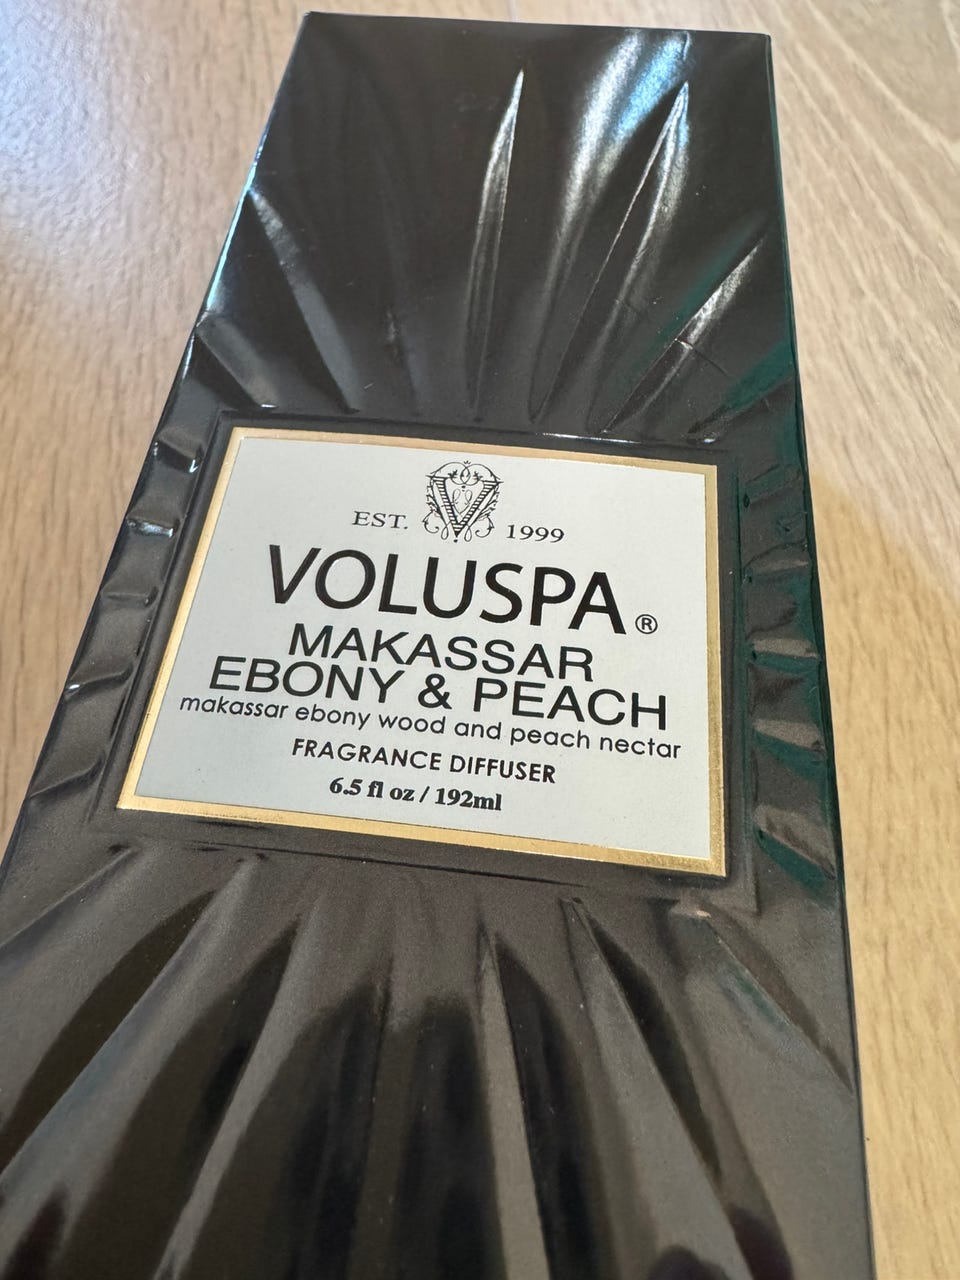 EST. 1999
VOLUSPA®
MAKASSAR
EBONY & PEACH
makassar ebony wood and peach nectar
FRAGRANCE DIFFUSER
6.5 fl oz / 192ml